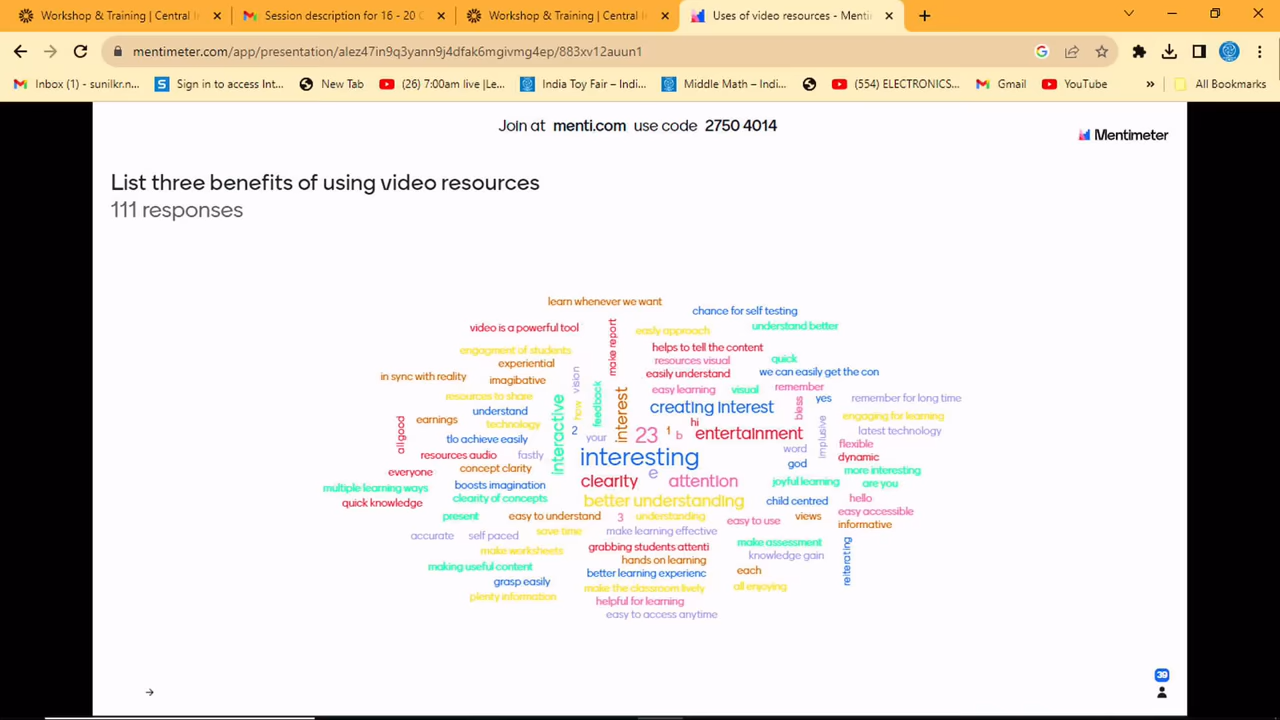 Workshop & Training | Central I
Session description for 16 - 20 O
Workshop & Training | Central I
Uses of video resources - Menti
mentimeter.com/app/presentation/alez47in9q3yann9j4dfak6mgivmg4ep/883xv12auun1
Inbox (1) - sunilkr.n...
Sign in to access Int...
New Tab
(26) 7:00am live |Le...
India Toy Fair – Indi...
Middle Math – Indi...
(554) ELECTRONICS...
Gmail
YouTube
»
All Bookmarks
Join at menti.com use code 2750 4014
Mentimeter
List three benefits of using video resources
111 responses
learn whenever we want
chance for self testing
video is a powerful tool
make report
easly approach
understand better
engagment of students
helps to tell the content
experiential
resources visual
quick
in sync with reality
imagibative
vision
easily understand
we can easily get the con
resources to share
feedback
easy learning
visual
remember
yes
remember for long time
understand
how
interest
creating interest
bless
engaging for learning
earnings
technology
interactive
2
your
23
1
b
hi
entertainment
implusive
latest technology
all good
tlo achieve easily
word
flexible
resources audio
fastly
interesting
god
dynamic
everyone
concept clarity
e
more interesting
multiple learning ways
boosts imagination
clearity
attention
joyful learning
are you
quick knowledge
clearity of concepts
better understanding
child centred
hello
present
easy to understand
3
understanding
easy to use
views
easy accessible
informative
accurate
self paced
save time
make learning effective
make assessment
make worksheets
grabbing students attenti
knowledge gain
reiterating
making useful content
hands on learning
each
grasp easily
better learning experienc
all enjoying
plenty information
make the classroom lively
helpful for learning
easy to access anytime
39